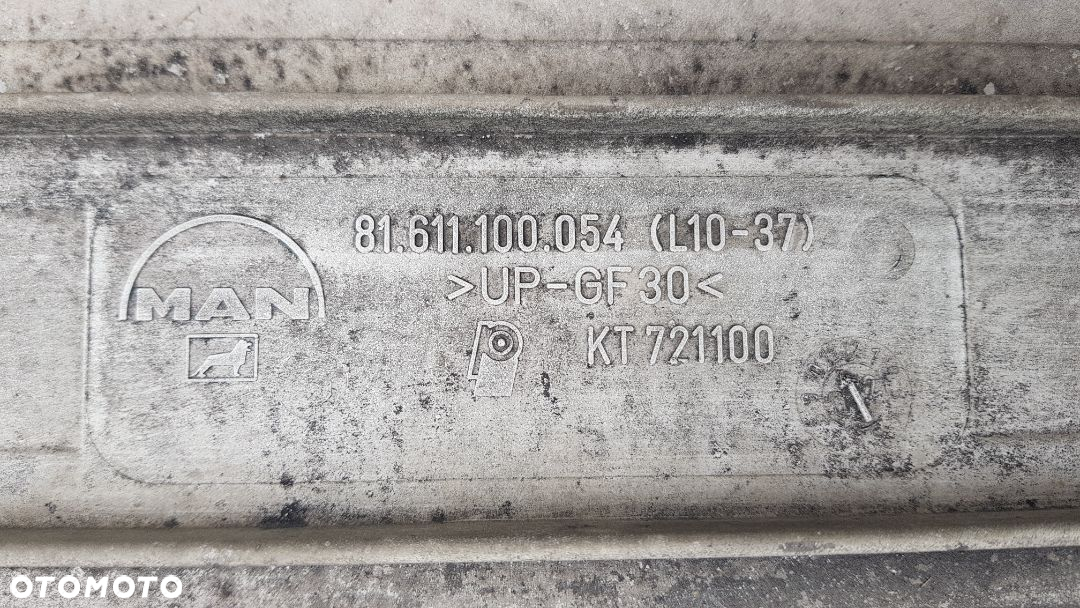 81.611.100.054 (L10-37)
>UP-GF30<
MAN
KT 721100
OTOMOTO